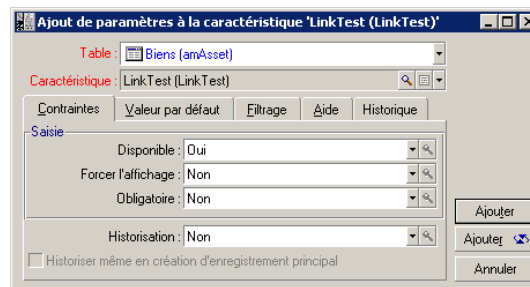 Ajout de paramètres à la caractéristique 'LinkTest (LinkTest)'
Table : Biens (amAsset)
Caractéristique : LinkTest (LinkTest)
Contraintes Valeur par défaut Filtrage Aide Historique
Saisie
Disponible : Oui
Forcer l'affichage : Non
Obligatoire : Non
Ajouter
Historisation : Non
Ajouter
Historiser même en création d'enregistrement principal
Annuler